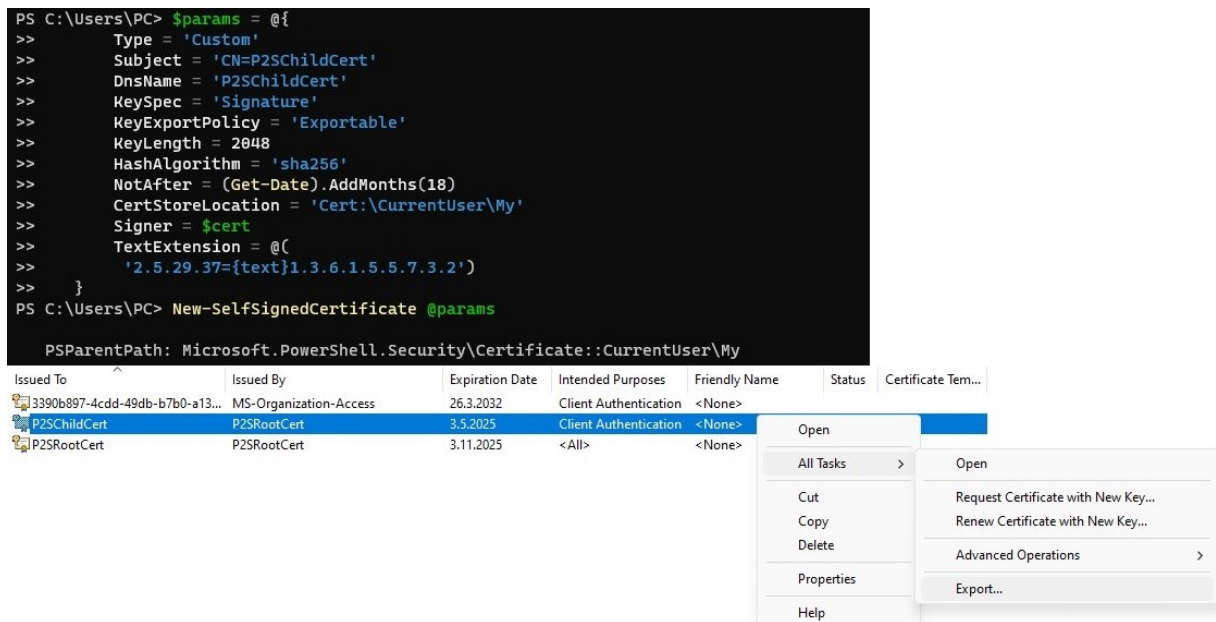 PS C:\Users\PC> $params = @{
>>         Type = 'Custom'
>>         Subject = 'CN=P2SChildCert'
>>         DnsName = 'P2SChildCert'
>>         KeySpec = 'Signature'
>>         KeyExportPolicy = 'Exportable'
>>         KeyLength = 2048
>>         HashAlgorithm = 'sha256'
>>         NotAfter = (Get-Date).AddMonths(18)
>>         CertStoreLocation = 'Cert:\CurrentUser\My'
>>         Signer = $cert
>>         TextExtension = @(
>>          '2.5.29.37={text}1.3.6.1.5.5.7.3.2')
>>     }
PS C:\Users\PC> New-SelfSignedCertificate @params
PSParentPath: Microsoft.PowerShell.Security\Certificate::CurrentUser\My
Issued To Issued By Expiration Date Intended Purposes Friendly Name Status Certificate Tem...
3390b897-4cdd-49db-b7b0-a13... MS-Organization-Access 26.3.2032 Client Authentication <None>
P2SChildCert P2SRootCert 3.5.2025 Client Authentication <None>
P2SRootCert P2SRootCert 3.11.2025 <All> <None>
Open
All Tasks >
Cut
Copy
Delete
Properties
Help
Open
Request Certificate with New Key...
Renew Certificate with New Key...
Advanced Operations >
Export...